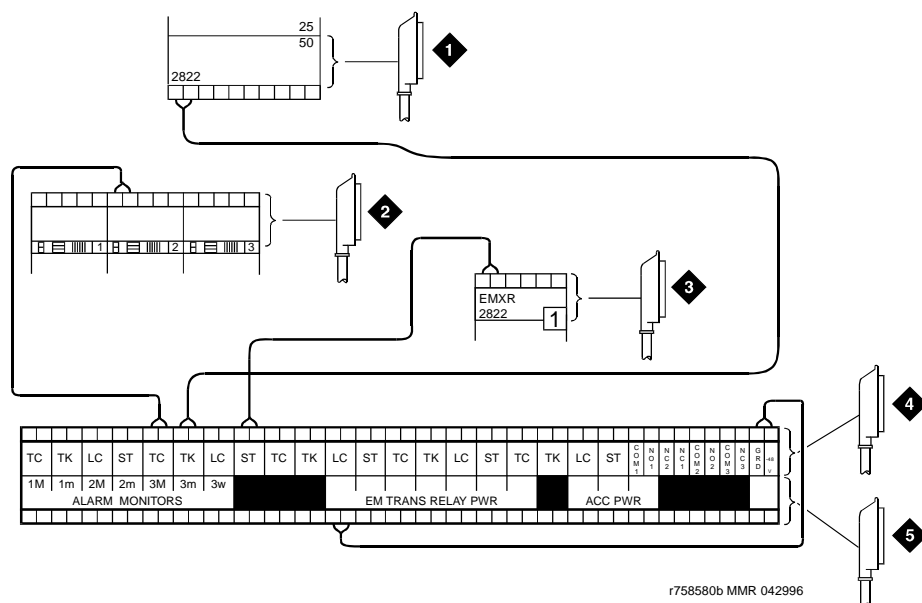 25
50
2822
1
1 2 3
2
EMXR
2822
1
3
4
TC TK LC ST TC TK LC ST TC TK LC ST TC TK LC ST TC TK LC ST COM1 NO1 NC2 NC1 COM2 NO2 COM3 NC3 GRD -48V
1M 1m 2M 2m 3M 3m 3w
ALARM MONITORS EM TRANS RELAY PWR ACC PWR
5
r758580b MMR 042996